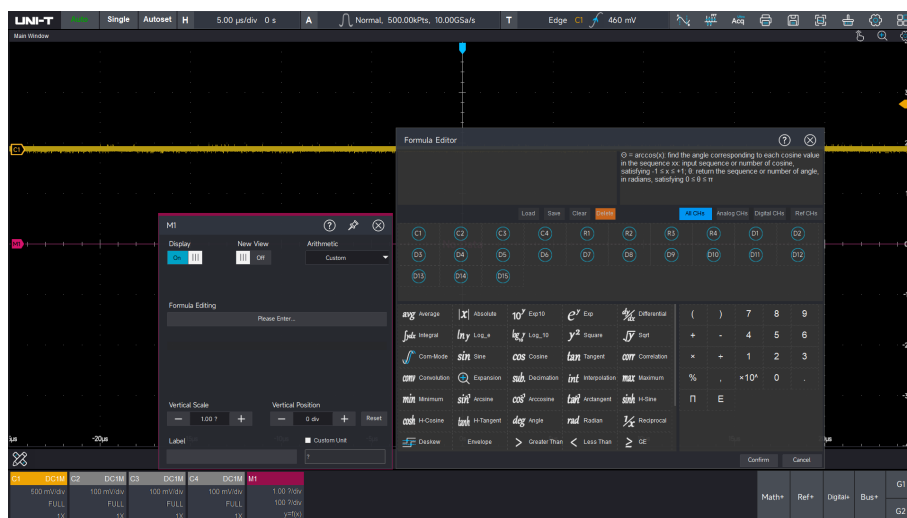 UNI-T Auto Single Autoset H 5.00 μs/div 0 s A Normal, 500.00kPts, 10.00GSa/s T Edge C1 460 mV Acq
Main Window
C1
Formula Editor
Θ = arccos(x): find the angle corresponding to each cosine value
in the sequence xx: input sequence or number of cosine,
satisfying -1 ≤ x ≤ +1; θ: return the sequence or number of angle,
in radians, satisfying 0 ≤ θ ≤ π
Load Save Clear Delete All CHs Analog CHs Digital CHs Ref CHs
M1
C1 C2 C3 C4 R1 R2 R3 R4 D1 D2
Display New View Arithmetic
On Off Custom
D3 D4 D5 D6 D7 D8 D9 D10 D11 D12
D13 D14 D15
Formula Editing
Please Enter...
avg Average |X| Absolute 10^y Exp10 e^y Exp dy/dx Differential ( ) 7 8 9
∫ydx Integral ln y Log_e lg y Log_10 y² Square √y Sqrt + - 4 5 6
Com-Mode sin Sine cos Cosine tan Tangent corr Correlation × ÷ 1 2 3
conv Convolution Expansion sub. Decimation int Interpolation max Maximum % , ×10^ 0 .
min Minimum sin⁻¹ Arcsine cos⁻¹ Arccosine tan⁻¹ Arctangent sinh H-Sine Π E
cosh H-Cosine tanh H-Tangent deg Angle rad Radian 1/x Reciprocal
Deskew Envelope > Greater Than < Less Than ≥ GE
Vertical Scale Vertical Position
− 1.00 ? + − 0 div + Reset
Label Custom Unit
?
-20μs
Confirm Cancel
C1 DC1M C2 DC1M C3 DC1M C4 DC1M M1
500 mV/div 100 mV/div 100 mV/div 100 mV/div 1.00 ?/div
FULL FULL FULL FULL 100 ?/div
1X 1X 1X 1X y=f(x)
Math+ Ref+ Digital+ Bus+
G1
G2